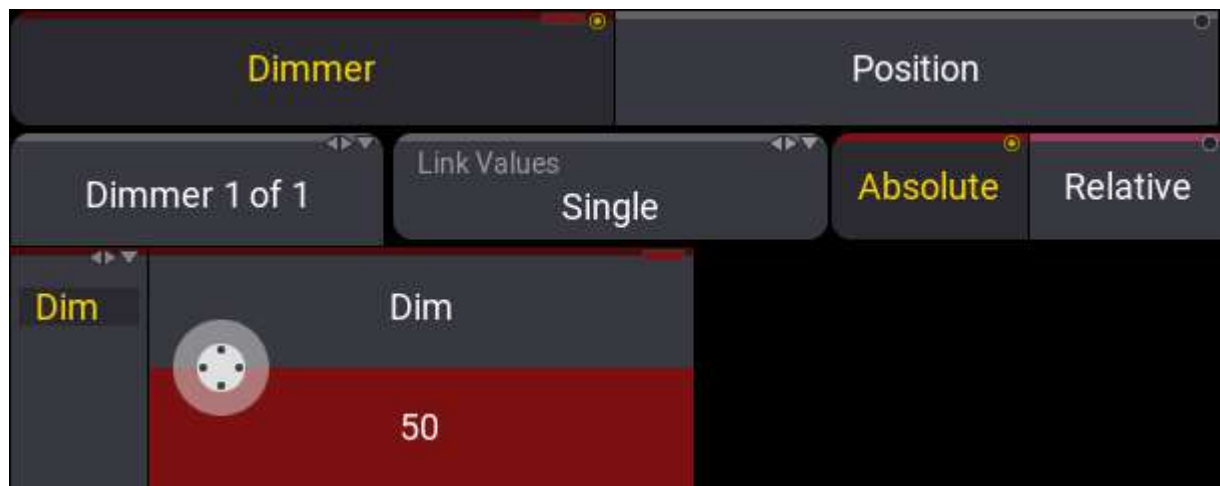 Dimmer
Position
Dimmer 1 of 1
Link Values
Single
Absolute
Relative
Dim
Dim
50